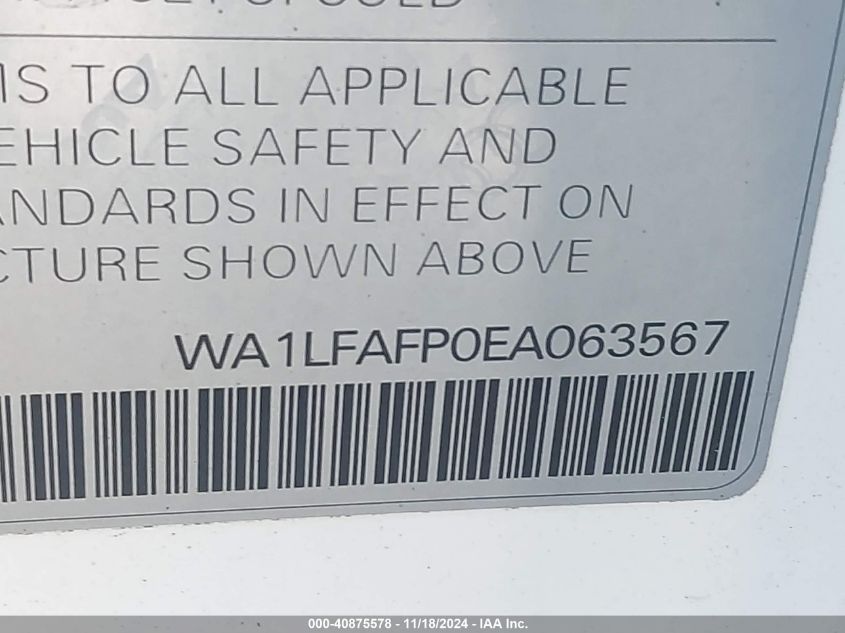 IS TO ALL APPLICABLE
EHICLE SAFETY AND
ANDARDS IN EFFECT ON
CTURE SHOWN ABOVE
WA1LFAFP0EA063567
000-40875578 - 11/18/2024 - IAA Inc.